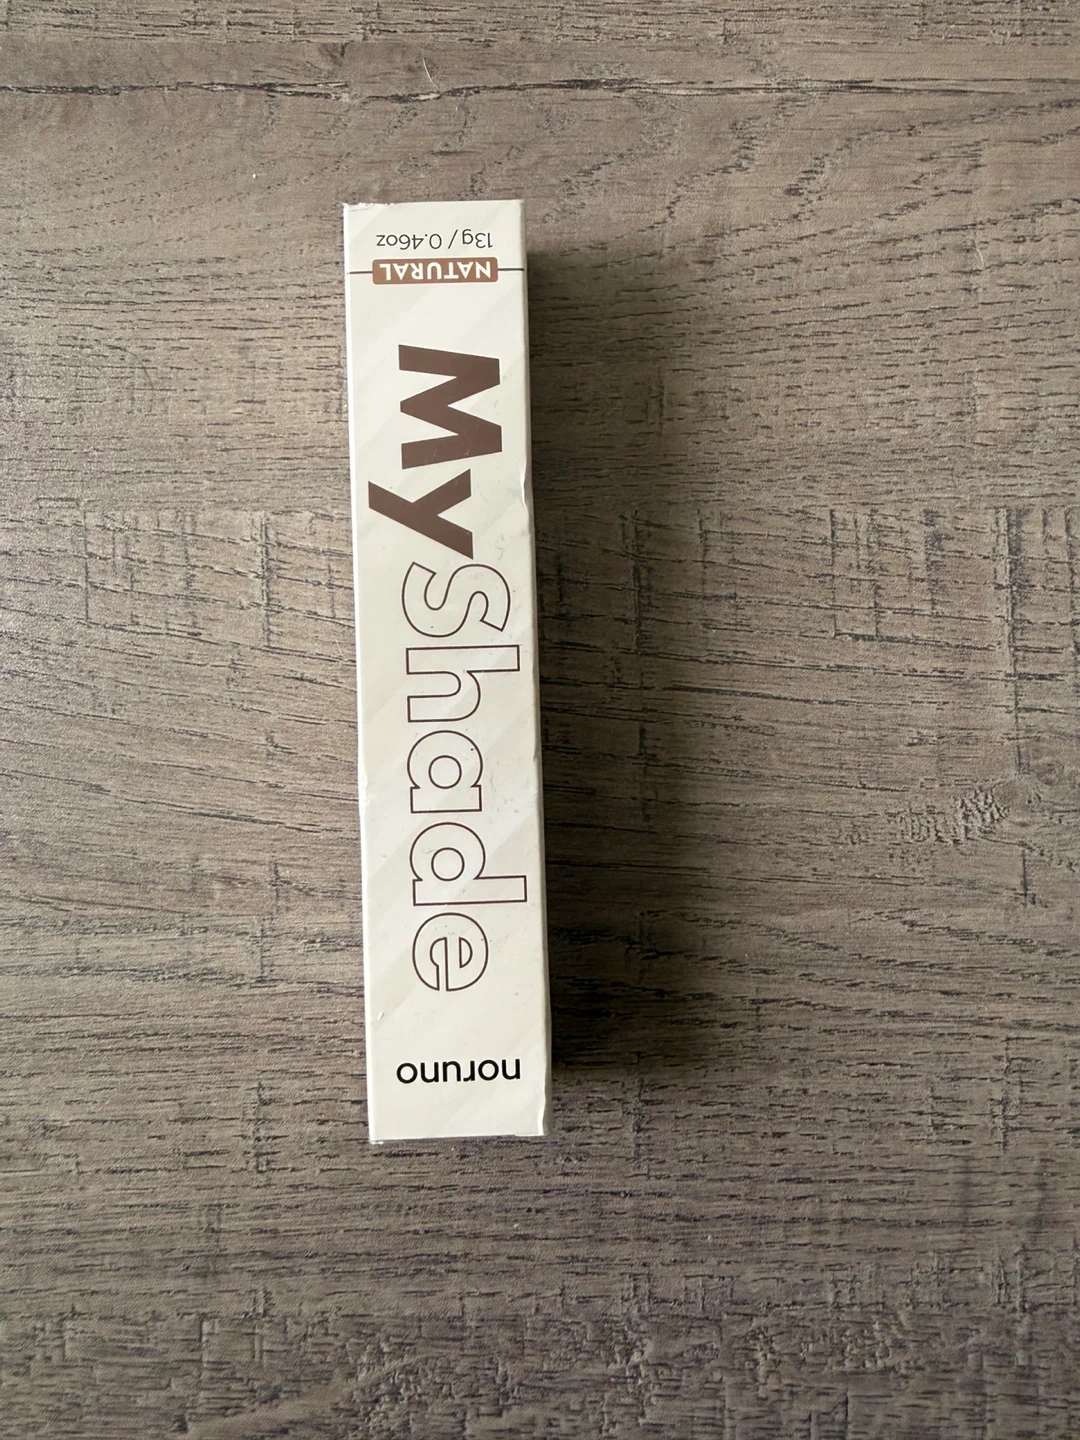 noruno
MyShade
NATURAL
13g / 0.46oz